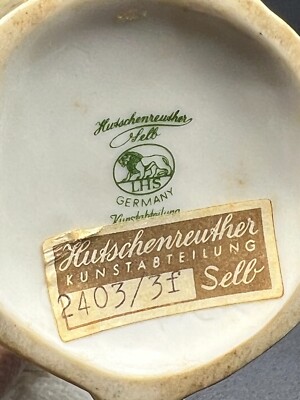 Hutschenreuther
Selb
LHS
GERMANY
Kunstabteilung
Hutschenreuther
KUNSTABTEILUNG
2403/3f Selb